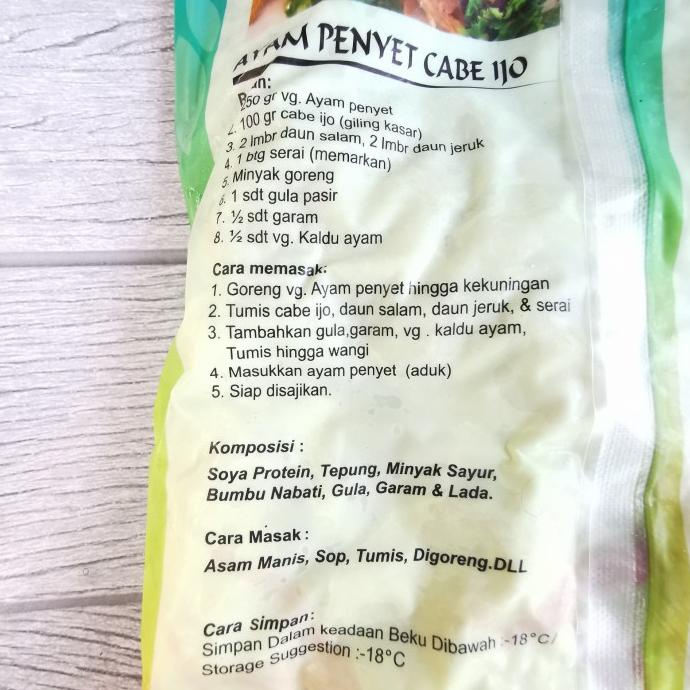 AYAM PENYET CABE IJO
250 gr vg. Ayam penyet
2. 100 gr cabe ijo (giling kasar)
3. 2 lmbr daun salam, 2 lmbr daun jeruk
4. 1 btg serai (memarkan)
5. Minyak goreng
6. 1 sdt gula pasir
7. ½ sdt garam
8. ½ sdt vg. Kaldu ayam
Cara memasak:
1. Goreng vg. Ayam penyet hingga kekuningan
2. Tumis cabe ijo, daun salam, daun jeruk, & serai
3. Tambahkan gula,garam, vg . kaldu ayam,
Tumis hingga wangi
4. Masukkan ayam penyet (aduk)
5. Siap disajikan.
Komposisi :
Soya Protein, Tepung, Minyak Sayur,
Bumbu Nabati, Gula, Garam & Lada.
Cara Masak :
Asam Manis, Sop, Tumis, Digoreng.DLL
Cara Simpan:
Simpan Dalam keadaan Beku Dibawah :-18°C/
Storage Suggestion :-18°C